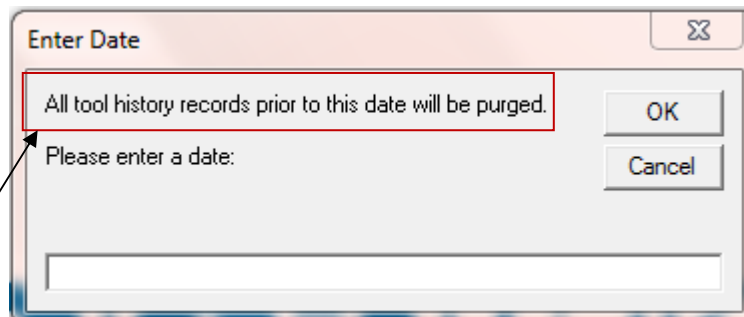 Enter Date
All tool history records prior to this date will be purged.
OK
Please enter a date:
Cancel